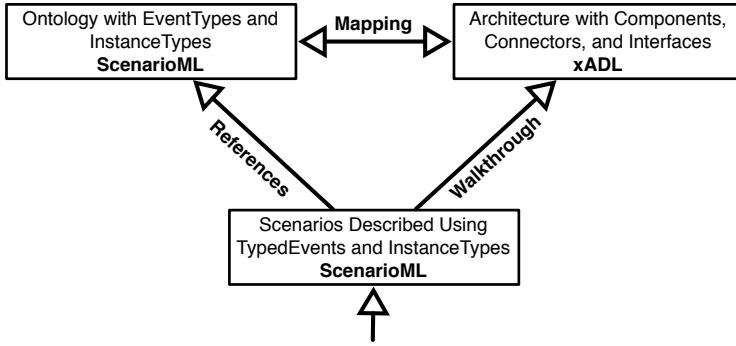 Ontology with EventTypes and
InstanceTypes
ScenarioML
Mapping
Architecture with Components,
Connectors, and Interfaces
xADL
References
Walkthrough
Scenarios Described Using
TypedEvents and InstanceTypes
ScenarioML